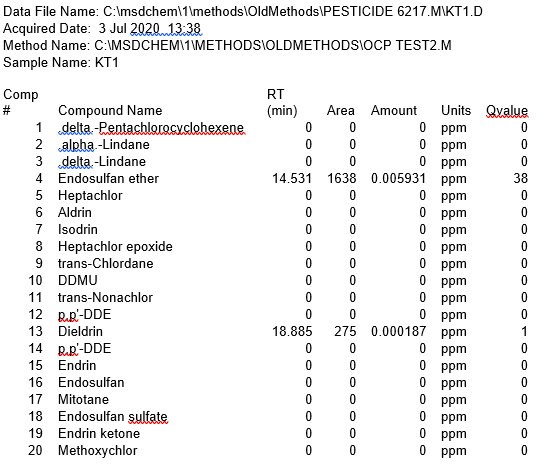 Data File Name: C:\msdchem\1\methods\OldMethods\PESTICIDE 6217.M\KT1.D
Acquired Date: 3 Jul 2020 13:38
Method Name: C:\MSDCHEM\1\METHODS\OLDMETHODS\OCP TEST2.M
Sample Name: KT1
Comp RT
# Compound Name (min) Area Amount Units Qvalue
1 .delta.-Pentachlorocyclohexene 0 0 0 ppm 0
2 .alpha.-Lindane 0 0 0 ppm 0
3 .delta.-Lindane 0 0 0 ppm 0
4 Endosulfan ether 14.531 1638 0.005931 ppm 38
5 Heptachlor 0 0 0 ppm 0
6 Aldrin 0 0 0 ppm 0
7 Isodrin 0 0 0 ppm 0
8 Heptachlor epoxide 0 0 0 ppm 0
9 trans-Chlordane 0 0 0 ppm 0
10 DDMU 0 0 0 ppm 0
11 trans-Nonachlor 0 0 0 ppm 0
12 p,p'-DDE 0 0 0 ppm 0
13 Dieldrin 18.885 275 0.000187 ppm 1
14 p,p'-DDE 0 0 0 ppm 0
15 Endrin 0 0 0 ppm 0
16 Endosulfan 0 0 0 ppm 0
17 Mitotane 0 0 0 ppm 0
18 Endosulfan sulfate 0 0 0 ppm 0
19 Endrin ketone 0 0 0 ppm 0
20 Methoxychlor 0 0 0 ppm 0